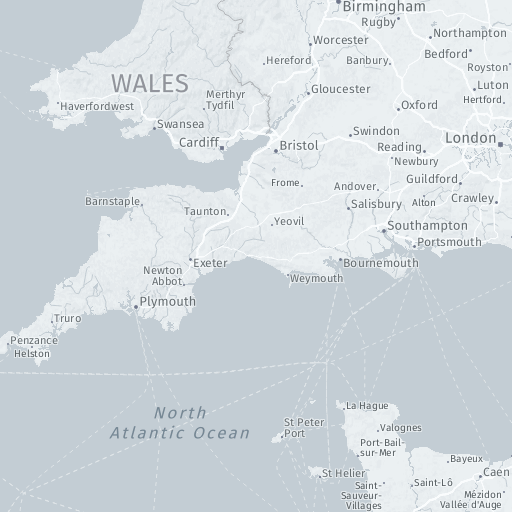 Birmingham
Rugby
Northampton
Worcester
Bedford
Hereford
Banbury
Royston
WALES
Luton
Merthyr
Tydfil
Gloucester
Hertford
Haverfordwest
Oxford
Swansea
Swindon
London
Cardiff
Bristol
Reading
Newbury
Guildford
Frome
Andover
Barnstaple
Alton
Crawley
Taunton
Salisbury
Yeovil
Southampton
Portsmouth
Exeter
Bournemouth
Newton
Abbot
Weymouth
Plymouth
Truro
Penzance
Helston
La Hague
North
Atlantic Ocean
St Peter
Port
Valognes
Port-Bail-
sur-Mer
Bayeux
St Helier
Caen
Saint-
Sauveur-
Villages
Saint-Lô
Mézidon
Vallée d'Auge